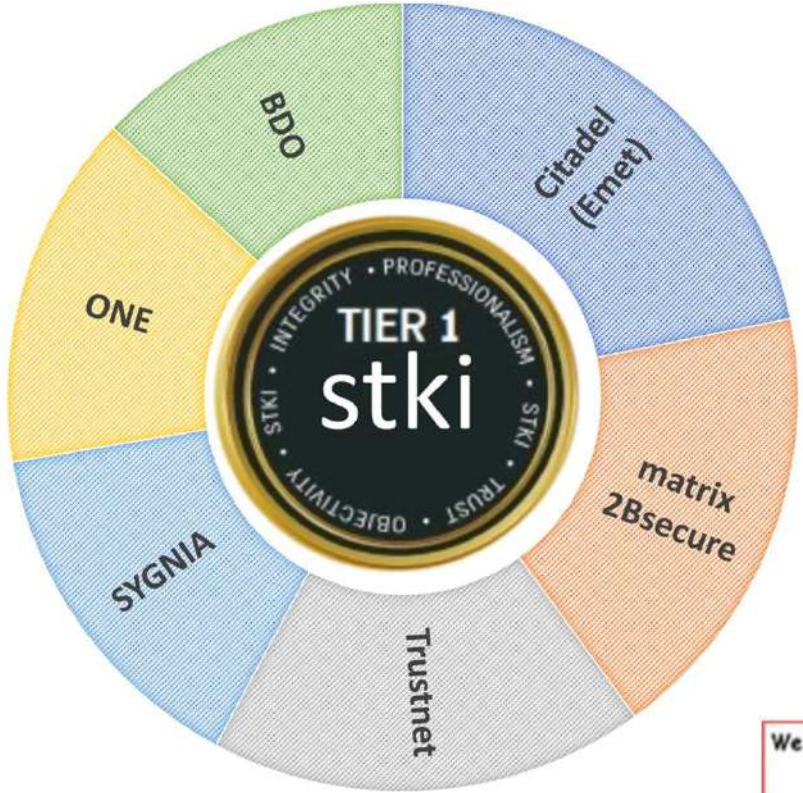 BDO
Citadel
(Emet)
ONE
matrix
2Bsecure
SYGNIA
Trustnet
STKI • INTEGRITY • PROFESSIONALISM • STKI • TRUST • OBJECTIVITY •
TIER 1
stki
We